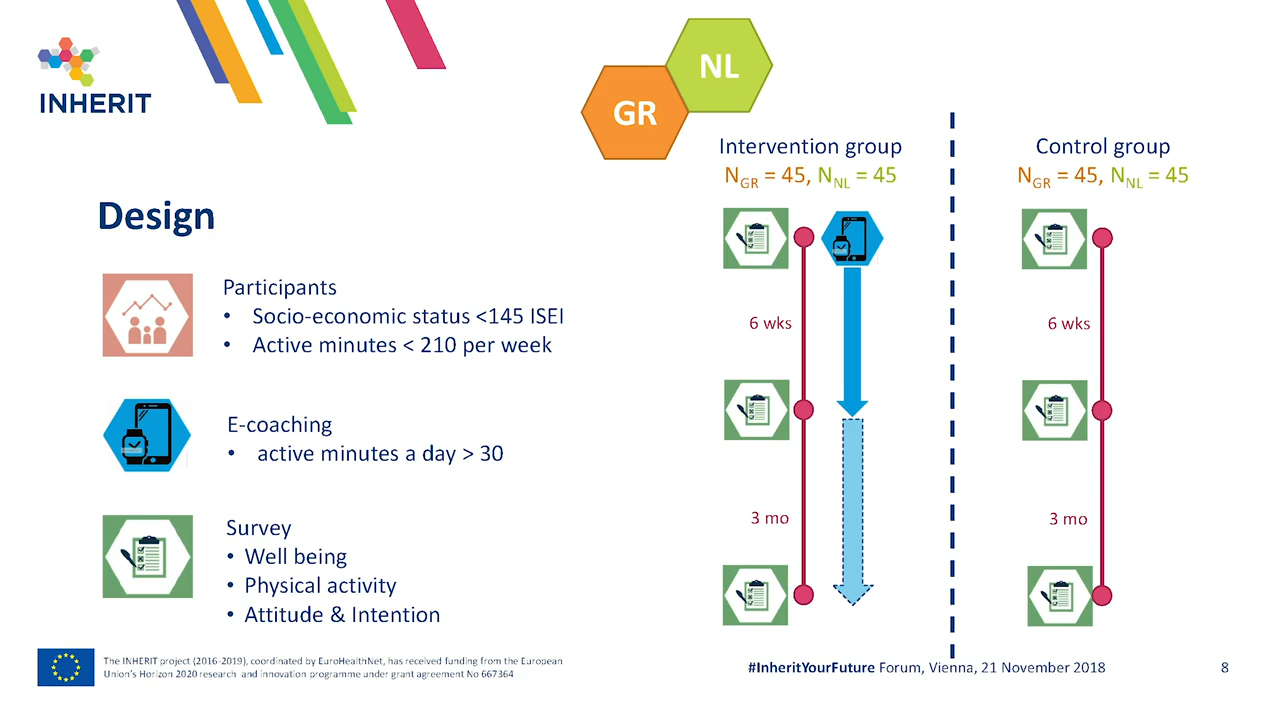 INHERIT
NL
GR
Intervention group
N_GR = 45, N_NL = 45
Control group
N_GR = 45, N_NL = 45
Design
Participants
• Socio-economic status <145 ISEI
• Active minutes < 210 per week
E-coaching
• active minutes a day > 30
Survey
• Well being
• Physical activity
• Attitude & Intention
6 wks
3 mo
6 wks
3 mo
The INHERIT project (2016-2019), coordinated by EuroHealthNet, has received funding from the European
Union's Horizon 2020 research and innovation programme under grant agreement No 667364
#InheritYourFuture Forum, Vienna, 21 November 2018
8